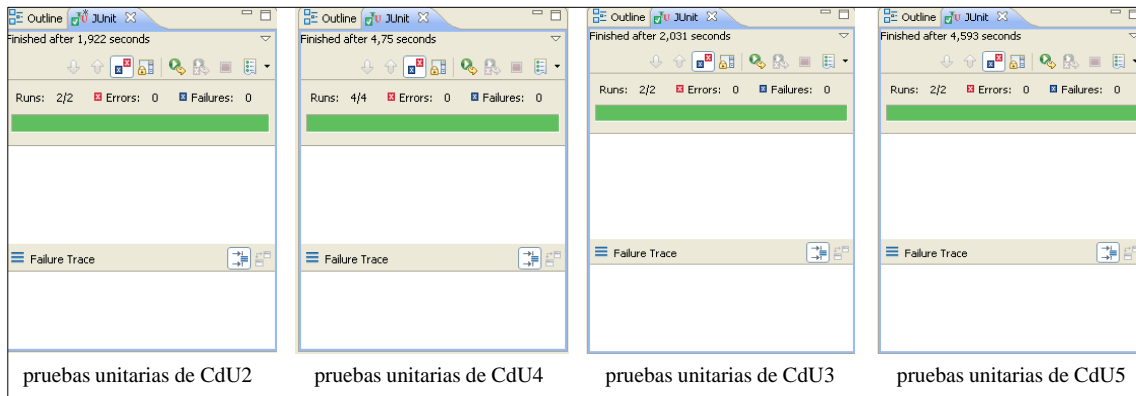 Outline JUnit
Finished after 1,922 seconds
Runs: 2/2 Errors: 0 Failures: 0
Failure Trace
pruebas unitarias de CdU2
Outline JUnit
Finished after 4,75 seconds
Runs: 4/4 Errors: 0 Failures: 0
Failure Trace
pruebas unitarias de CdU4
Outline JUnit
Finished after 2,031 seconds
Runs: 2/2 Errors: 0 Failures: 0
Failure Trace
pruebas unitarias de CdU3
Outline JUnit
Finished after 4,593 seconds
Runs: 2/2 Errors: 0 Failures: 0
Failure Trace
pruebas unitarias de CdU5